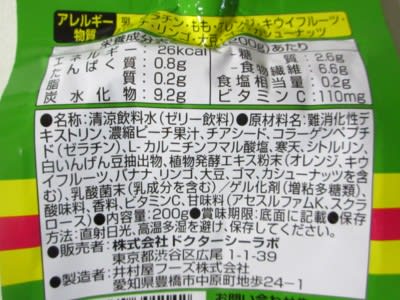 アレルギー 乳、ゼラチン、もも、オレンジ、キウイフルーツ、
物質 バナナ、リンゴ、大豆、ゴマ、カシューナッツ
栄養成分 (200g)あたり
エネルギー 26kcal 糖質 2.6g
たんぱく質 0.8g 食物繊維 6.6g
脂質 0.2g 食塩相当量 0.2g
炭水化物 9.2g ビタミンC 110mg
●名称:清涼飲料水(ゼリー飲料)●原材料名:難消化性デ
キストリン、濃縮ピーチ果汁、チアシード、コラーゲンペプチ
ド(ゼラチン)、L-カルニチンフマル酸塩、寒天、シトルリン、
白いんげん豆抽出物、植物発酵エキス粉末(オレンジ、キウ
イフルーツ、バナナ、リンゴ、大豆、ゴマ、カシューナッツを含
む)、乳酸菌末(乳成分を含む)/ゲル化剤(増粘多糖類)、
酸味料、香料、ビタミンC、甘味料(アセスルファムK、スクラ
ロース)●内容量:200g●賞味期限:底面に記載●保存
方法:直射日光、高温多湿を避け、保存してください。
●販売者:株式会社ドクターシーラボ
東京都渋谷区広尾1-1-39
●製造者:井村屋フーズ株式会社
愛知県豊橋市中原町地歩24-1
お問い合わせ